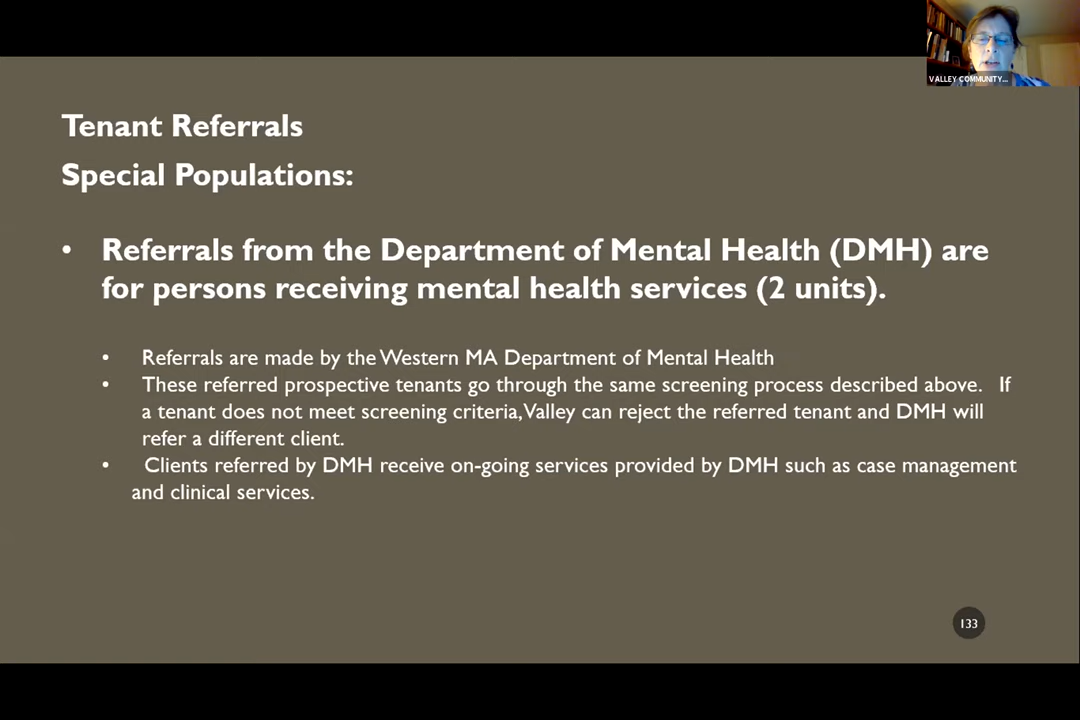 VALLEY COMMUNITY...
Tenant Referrals
Special Populations:
• Referrals from the Department of Mental Health (DMH) are
for persons receiving mental health services (2 units).
• Referrals are made by the Western MA Department of Mental Health
• These referred prospective tenants go through the same screening process described above. If
a tenant does not meet screening criteria, Valley can reject the referred tenant and DMH will
refer a different client.
• Clients referred by DMH receive on-going services provided by DMH such as case management
and clinical services.
133